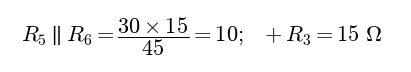 R₅ ∥ R₆ = (30 × 15)/45 = 10;  + R₃ = 15 Ω